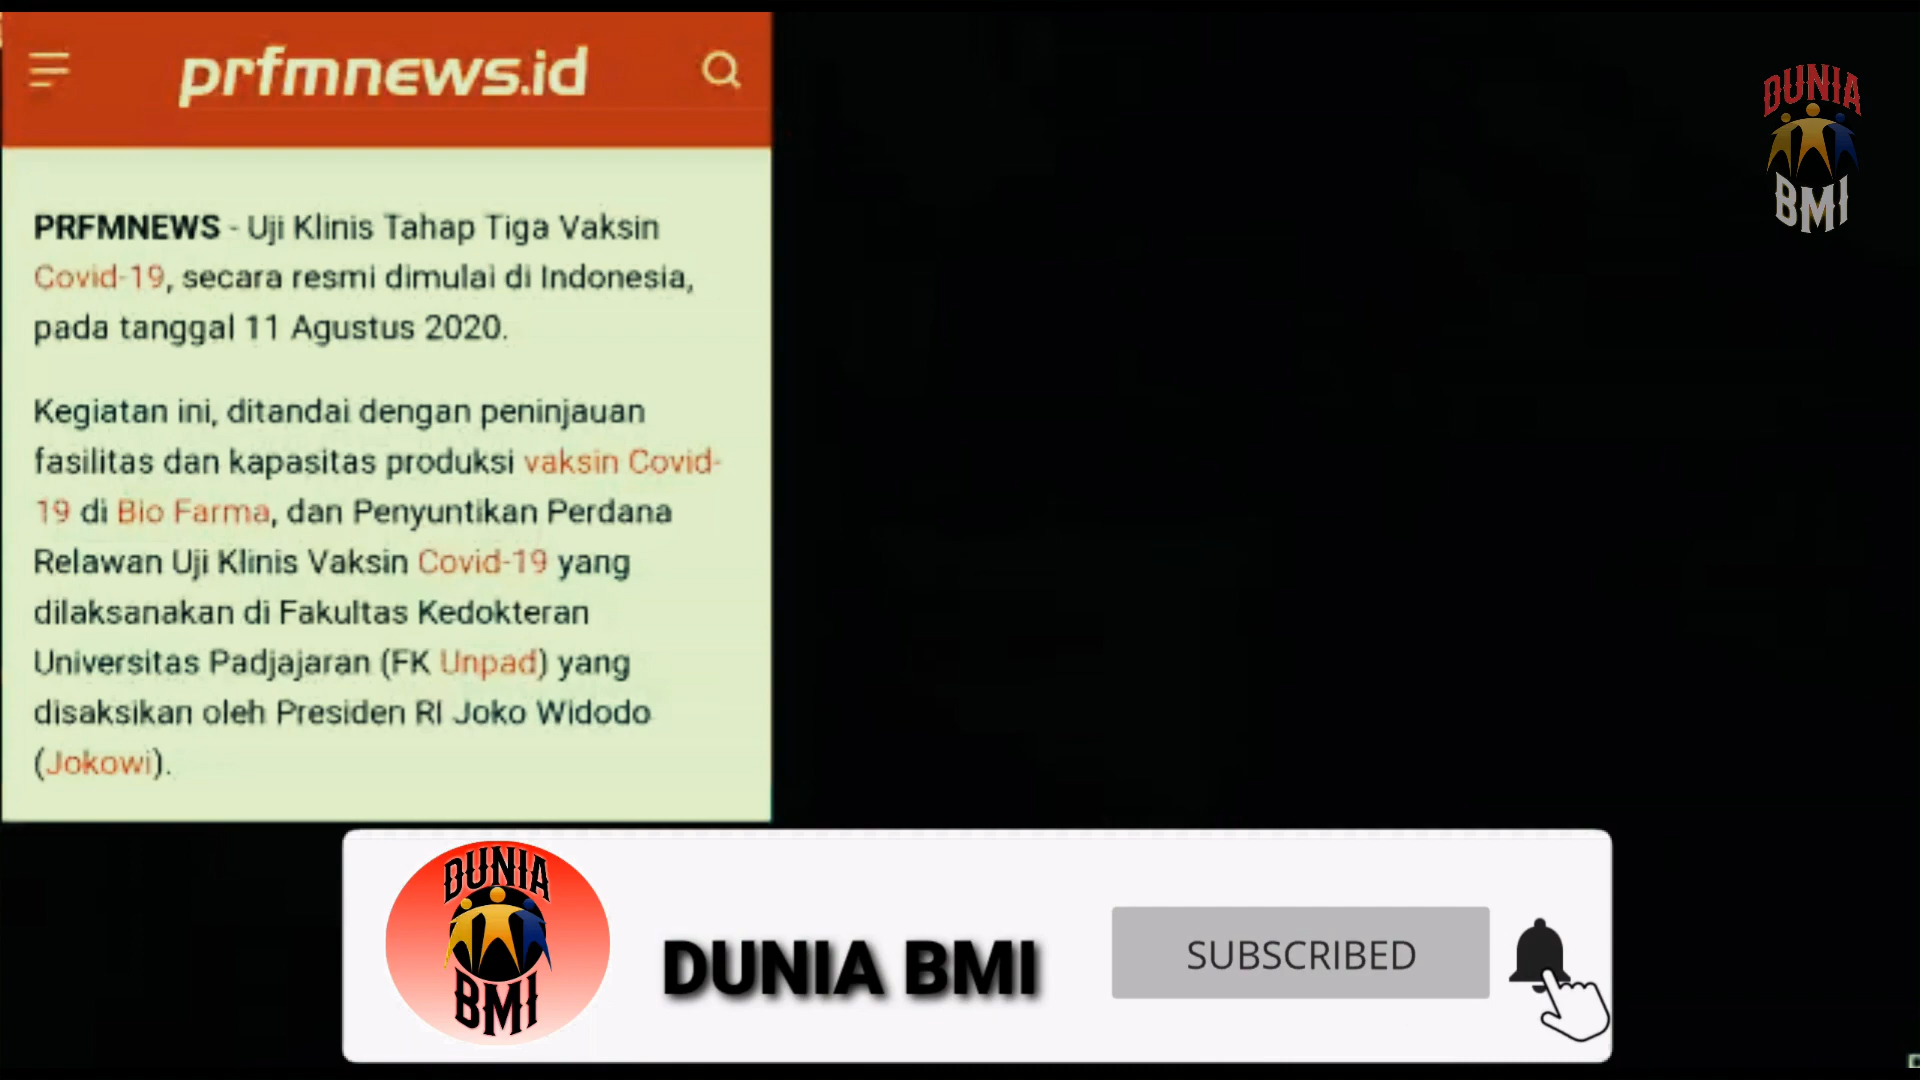 prfmnews.id
DUNIA
BMI
PRFMNEWS - Uji Klinis Tahap Tiga Vaksin
Covid-19, secara resmi dimulai di Indonesia,
pada tanggal 11 Agustus 2020.
Kegiatan ini, ditandai dengan peninjauan
fasilitas dan kapasitas produksi vaksin Covid-
19 di Bio Farma, dan Penyuntikan Perdana
Relawan Uji Klinis Vaksin Covid-19 yang
dilaksanakan di Fakultas Kedokteran
Universitas Padjajaran (FK Unpad) yang
disaksikan oleh Presiden RI Joko Widodo
(Jokowi).
DUNIA
BMI
DUNIA BMI
SUBSCRIBED